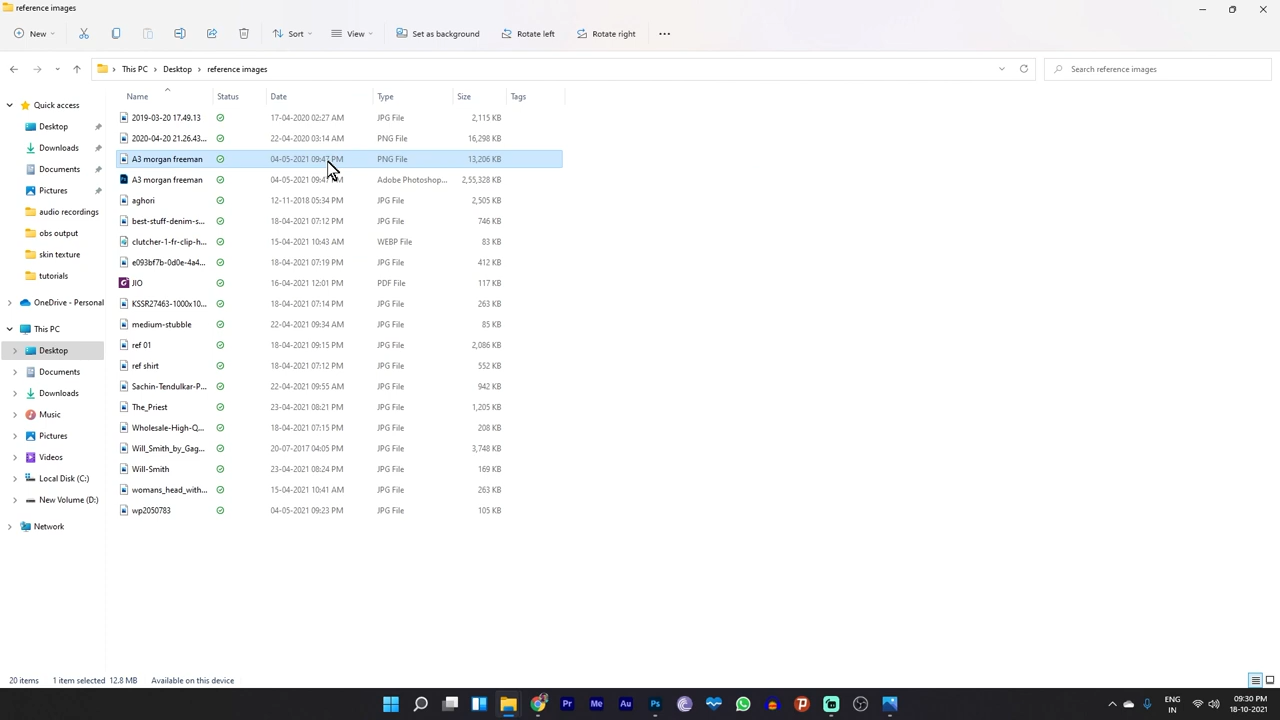 reference images
New Sort View Set as background Rotate left Rotate right
This PC Desktop reference images Search reference images
Name Status Date Type Size Tags
Quick access
Desktop
Downloads
Documents
Pictures
audio recordings
obs output
skin texture
tutorials
OneDrive - Personal
This PC
Desktop
Documents
Downloads
Music
Pictures
Videos
Local Disk (C:)
New Volume (D:)
Network
2019-03-20 17.49.13 17-04-2020 02:27 AM JPG File 2,115 KB
2020-04-20 21.26.43... 22-04-2020 03:14 AM PNG File 16,298 KB
A3 morgan freeman 04-05-2021 09:47 PM PNG File 13,206 KB
A3 morgan freeman 04-05-2021 Adobe Photoshop... 2,55,328 KB
aghori 12-11-2018 05:34 PM JPG File 2,505 KB
best-stuff-denim-s... 18-04-2021 07:12 PM JPG File 746 KB
clutcher-1-fr-clip-h... 15-04-2021 10:43 AM WEBP File 83 KB
e093bf7b-0d0e-4a4... 18-04-2021 07:19 PM JPG File 412 KB
JIO 16-04-2021 12:01 PM PDF File 117 KB
KSSR27463-1000x10... 18-04-2021 07:14 PM JPG File 263 KB
medium-stubble 22-04-2021 09:34 AM JPG File 85 KB
ref 01 18-04-2021 09:15 PM JPG File 2,086 KB
ref shirt 18-04-2021 07:12 PM JPG File 552 KB
Sachin-Tendulkar-P... 22-04-2021 09:55 AM JPG File 942 KB
The_Priest 23-04-2021 08:21 PM JPG File 1,205 KB
Wholesale-High-Q... 18-04-2021 07:15 PM JPG File 208 KB
Will_Smith_by_Gag... 20-07-2017 04:05 PM JPG File 3,748 KB
Will-Smith 23-04-2021 08:24 PM JPG File 169 KB
womans_head_with... 15-04-2021 10:41 AM JPG File 263 KB
wp2050783 04-05-2021 09:23 PM JPG File 105 KB
20 items 1 item selected 12.8 MB Available on this device
Pr Me Au Ps
ENG
IN
09:30 PM
18-10-2021